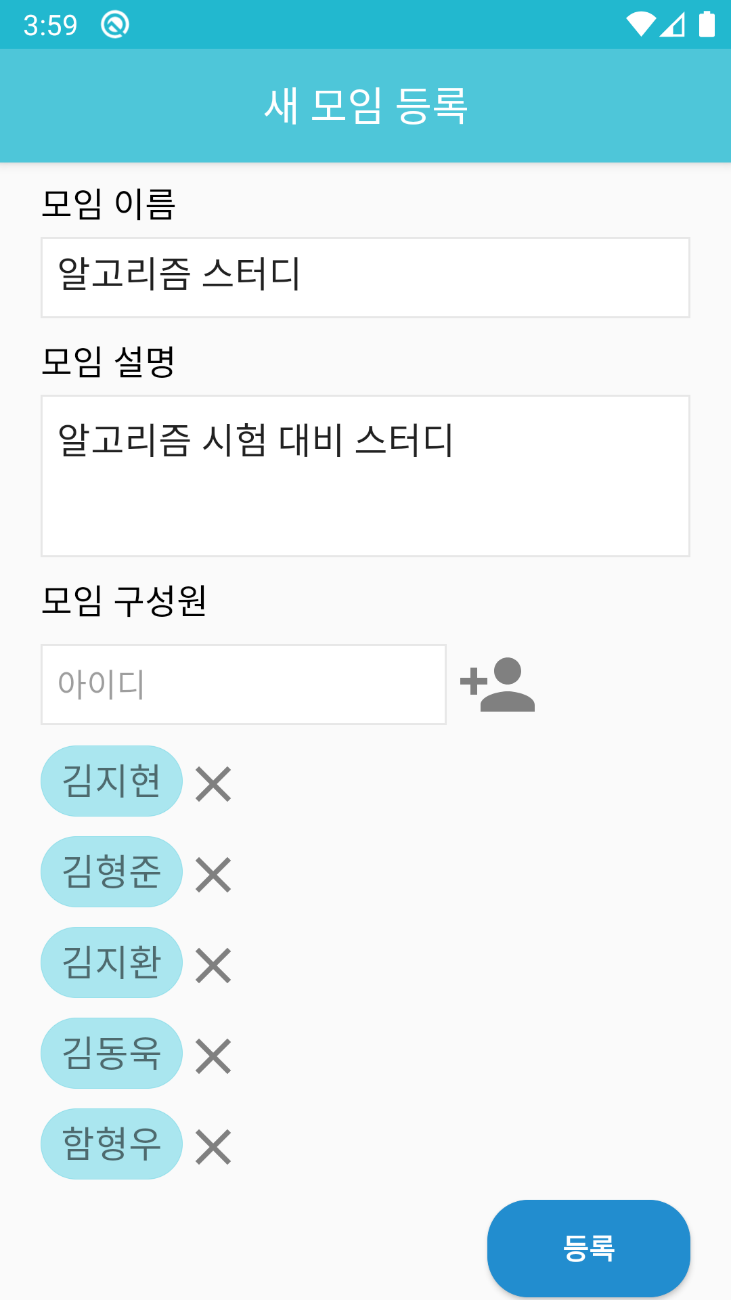 3:59
새 모임 등록
모임 이름
알고리즘 스터디
모임 설명
알고리즘 시험 대비 스터디
모임 구성원
아이디
김지현
김형준
김지환
김동욱
함형우
등록